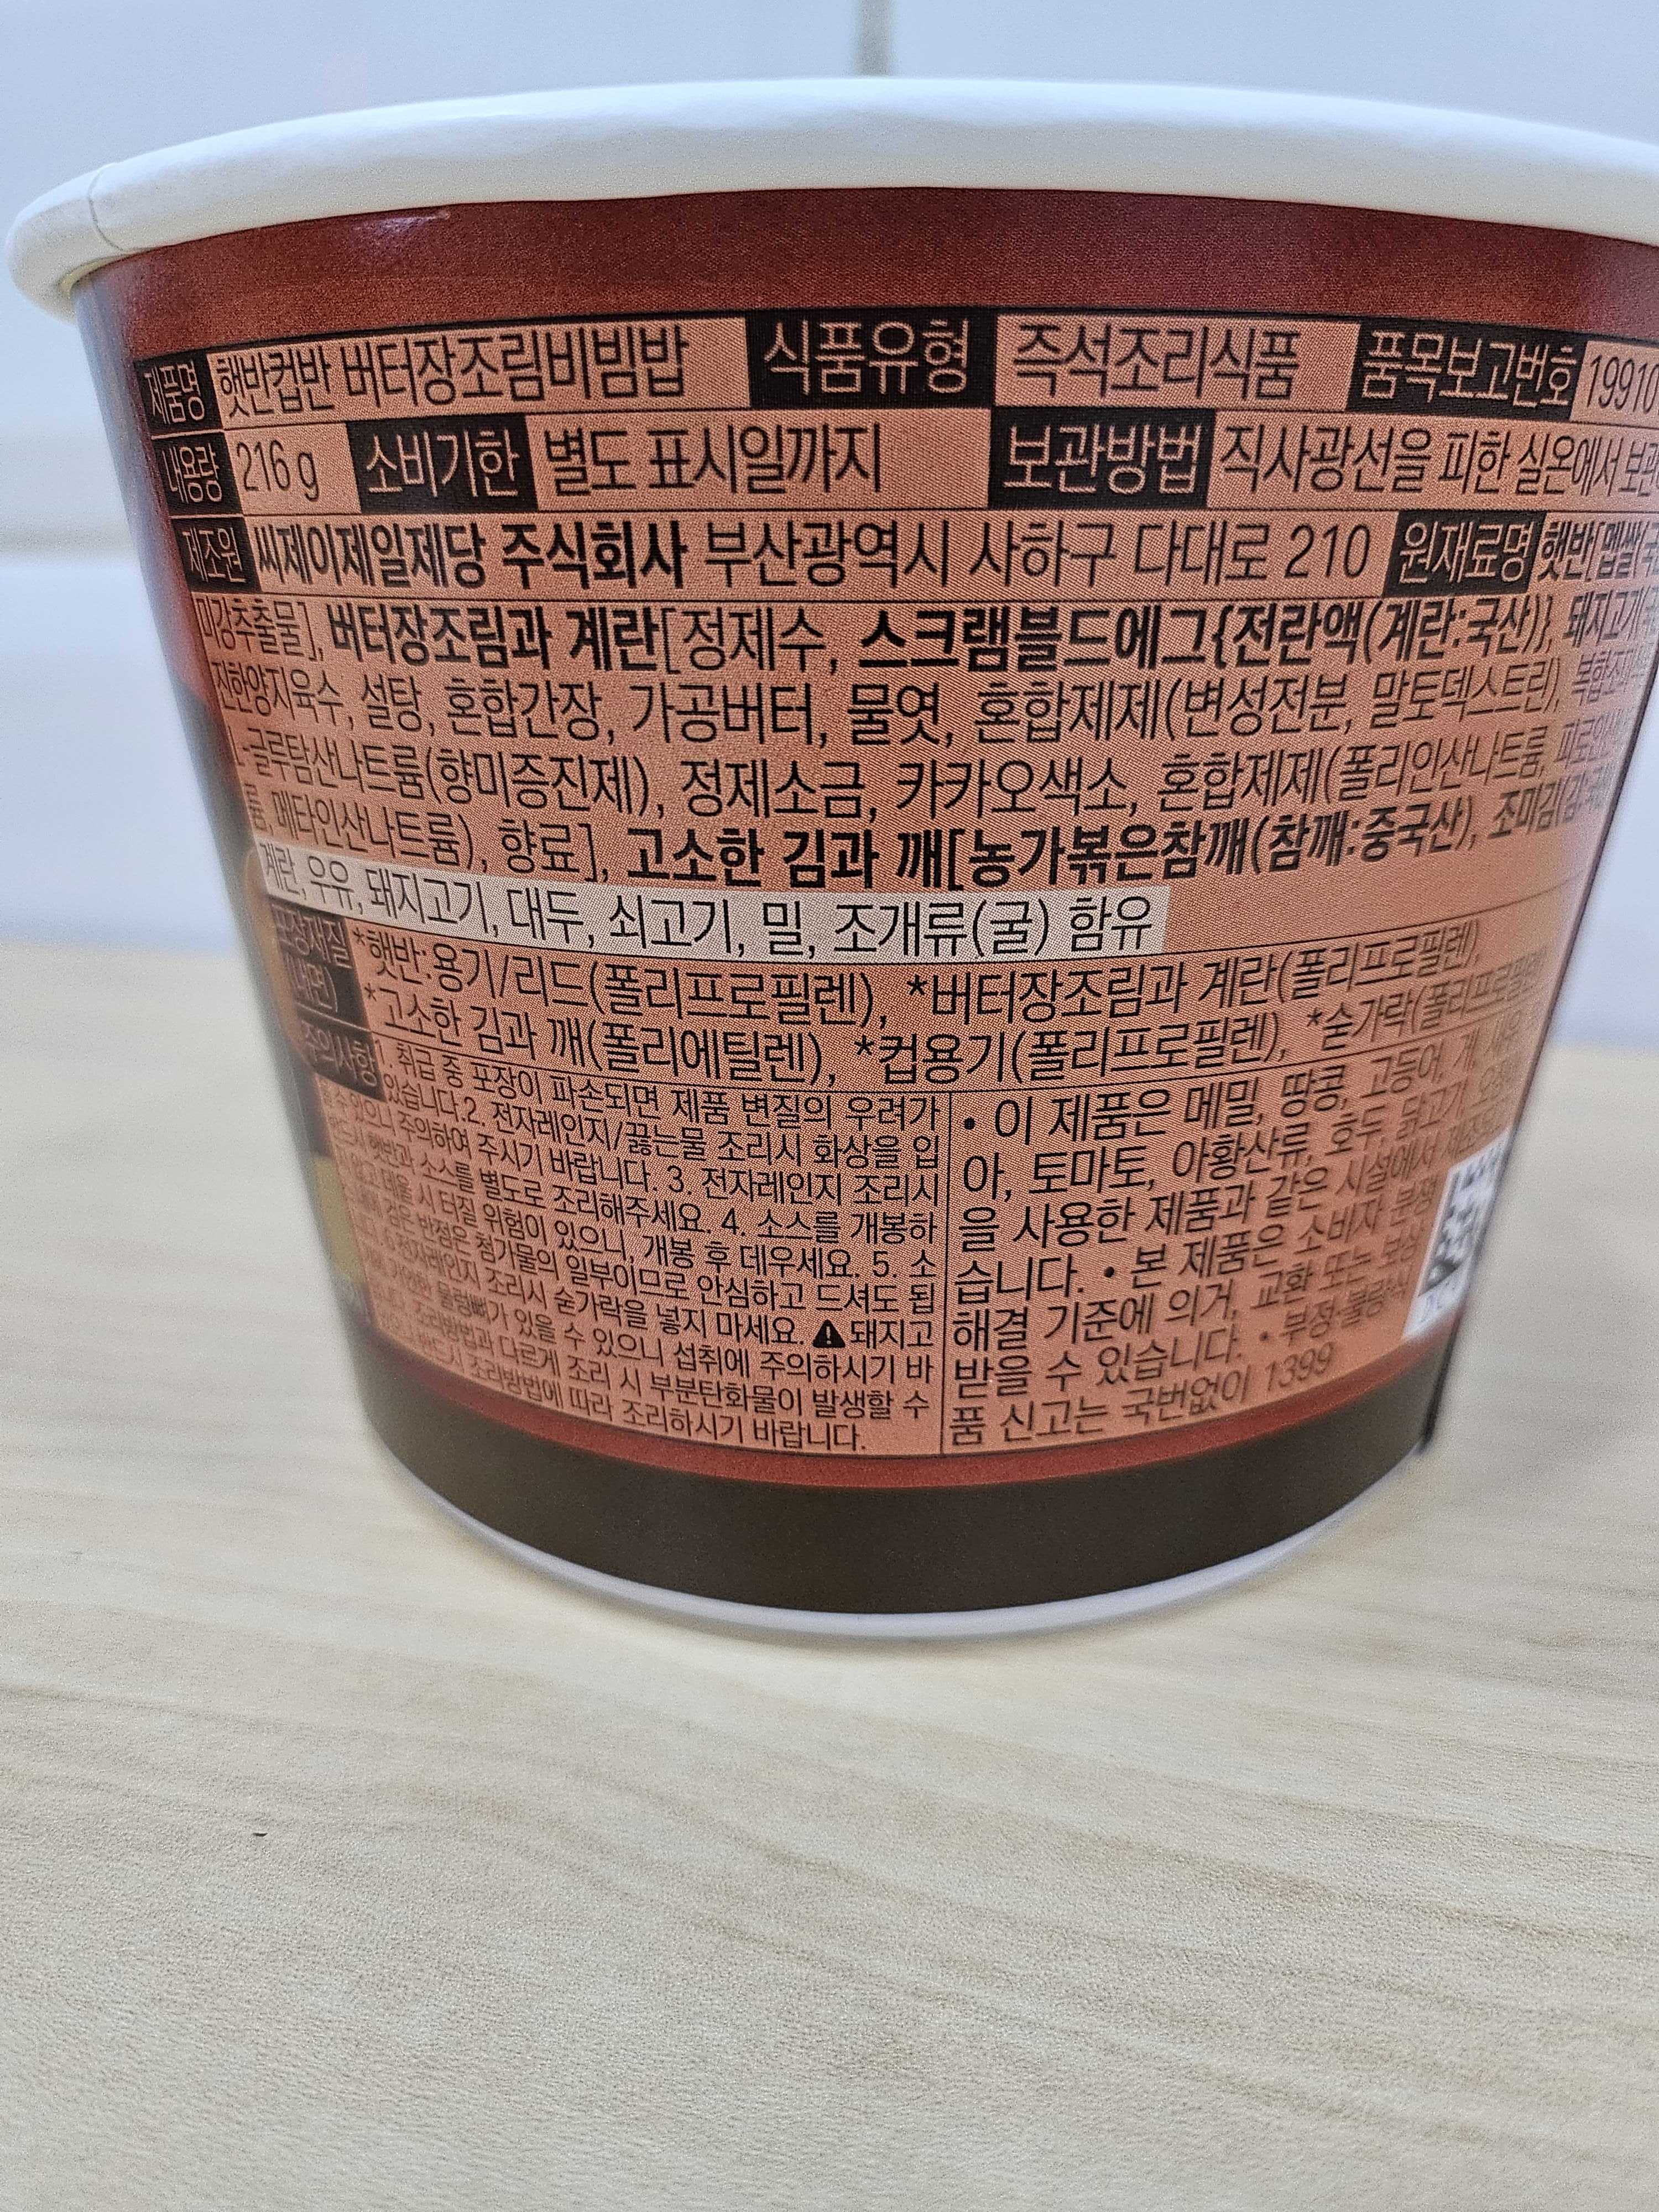 제품명 햇반컵반 버터장조림비빔밥 식품유형 즉석조리식품 품목보고번호 19910
내용량 216 g 소비기한 별도 표시일까지 보관방법 직사광선을 피한 실온에서
제조원 씨제이제일제당 주식회사 부산광역시 사하구 다대로 210 원재료명 햇반[멥쌀
미강추출물], 버터장조림과 계란[정제수, 스크램블드에그{전란액(계란:국산)}, 돼지고기
진한양지육수, 설탕, 혼합간장, 가공버터, 물엿, 혼합제제(변성전분, 말토덱스트린),
L-글루탐산나트륨(향미증진제), 정제소금, 카카오색소, 혼합제제(폴리인산나트륨,
메타인산나트륨), 향료], 고소한 김과 깨[농가볶은참깨(참깨:중국산), 조미김
계란, 우유, 돼지고기, 대두, 쇠고기, 밀, 조개류(굴) 함유
포장재질 *햇반:용기/리드(폴리프로필렌), *버터장조림과 계란(폴리프로필렌),
(내면) *고소한 김과 깨(폴리에틸렌), *컵용기(폴리프로필렌), *숟가락(폴리프로필렌)
주의사항 1. 취급 중 포장이 파손되면 제품 변질의 우려가
있습니다.2. 전자레인지/끓는물 조리시 화상을 입
을 수 있으니 주의하여 주시기 바랍니다. 3. 전자레인지 조리시
반드시 햇반과 소스를 별도로 조리해주세요. 4. 소스를 개봉하
데울 시 터질 위험이 있으니, 개봉 후 데우세요. 5. 소
검은 반점은 첨가물의 일부이므로 안심하고 드셔도 됩
전자레인지 조리시 숟가락을 넣지 마세요. ⚠돼지고
물렁뼈가 있을 수 있으니 섭취에 주의하시기 바
조리방법과 다르게 조리 시 부분탄화물이 발생할 수
반드시 조리방법에 따라 조리하시기 바랍니다.
• 이 제품은 메밀, 땅콩, 고등어,
아, 토마토, 아황산류, 호두, 닭고기,
을 사용한 제품과 같은 시설에서
습니다. • 본 제품은 소비자 분쟁
해결 기준에 의거, 교환 또는 보상
받을 수 있습니다. • 부정·불량식
품 신고는 국번없이 1399